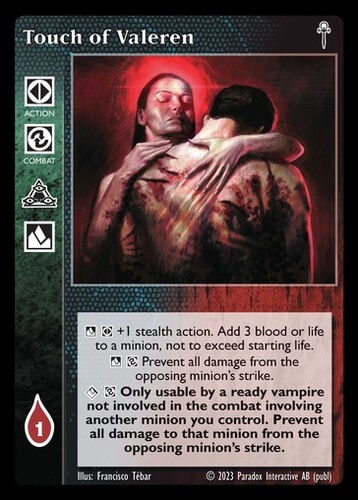 Touch of Valeren
ACTION
COMBAT
+1 stealth action. Add 3 blood or life
to a minion, not to exceed starting life.
Prevent all damage from the
opposing minion's strike.
Only usable by a ready vampire
not involved in the combat involving
another minion you control. Prevent
all damage to that minion from the
opposing minion's strike.
1
Illus: Francisco Tébar © 2023 Paradox Interactive AB (publ)